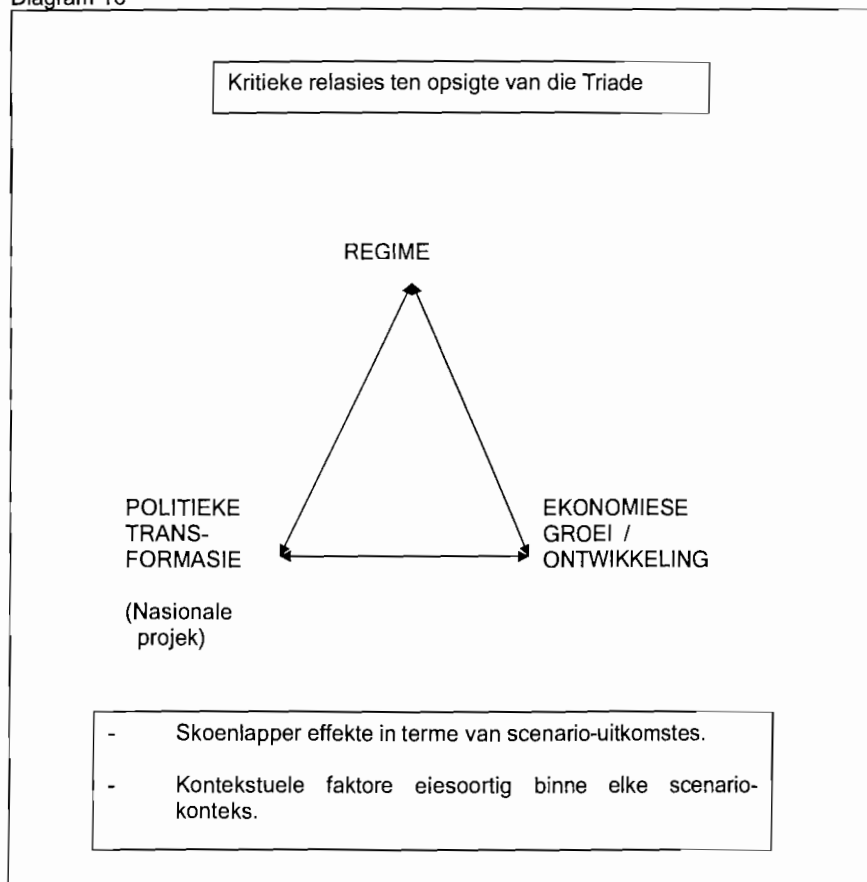 Kritieke relasies ten opsigte van die Triade
REGIME
POLITIEKE
TRANS-
FORMASIE
(Nasionale
projek)
EKONOMIESE
GROEI /
ONTWIKKELING
- Skoenlapper effekte in terme van scenario-uitkomstes.
- Kontekstuele faktore eiesoortig binne elke scenario-
konteks.